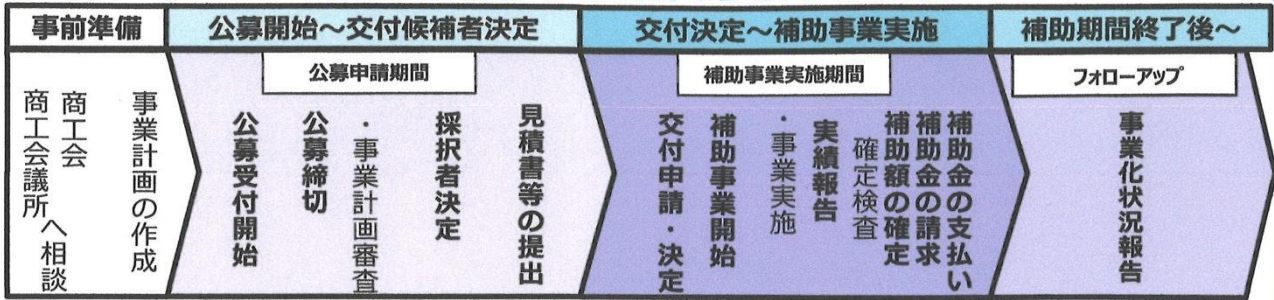 事前準備
公募開始～交付候補者決定
交付決定～補助事業実施
補助期間終了後～
商工会議所
商工会
へ相談
事業計画の作成
公募申請期間
公募受付開始
公募締切
・事業計画審査
採択者決定
見積書等の提出
補助事業実施期間
交付申請・決定
補助事業開始
・事業実施
実績報告
確定検査
補助額の確定
補助金の請求
補助金の支払い
フォローアップ
事業化状況報告